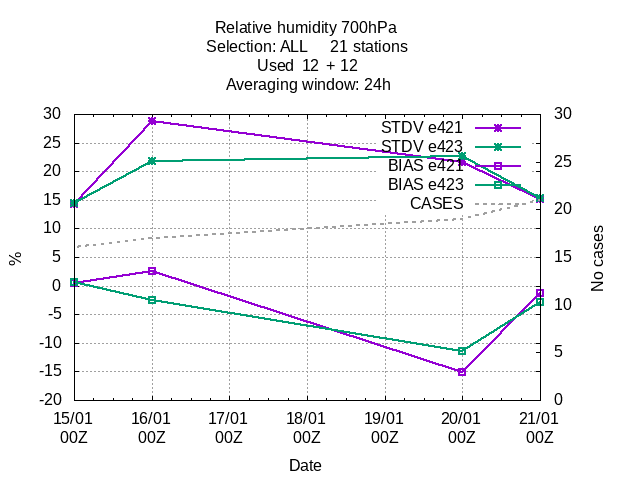 Relative humidity 700hPa
Selection: ALL 21 stations
Used 12 + 12
Averaging window: 24h
30
25
20
15
10
5
0
-5
-10
-15
-20
%
STDV e421
STDV e423
BIAS e421
BIAS e423
CASES
30
25
20
15
10
5
0
No cases
15/01 16/01 17/01 18/01 19/01 20/01 21/01
00Z 00Z 00Z 00Z 00Z 00Z 00Z
Date